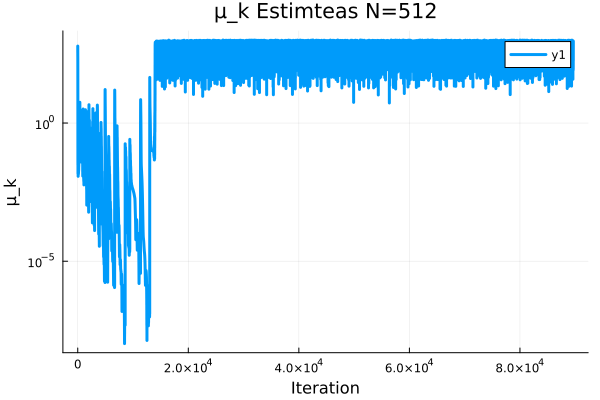 μ_k Estimteas N=512
y1
10⁰
10⁻⁵
μ_k
0
2.0×10⁴
4.0×10⁴
6.0×10⁴
8.0×10⁴
Iteration